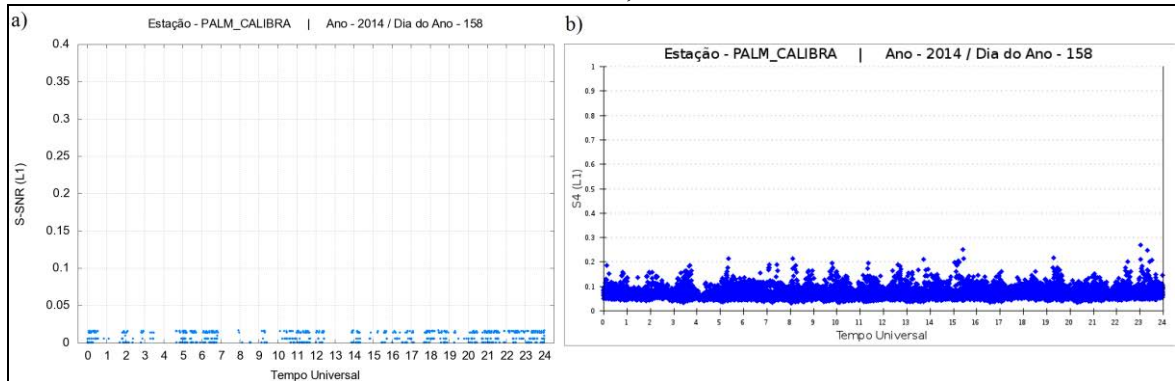 a)
Estação - PALM_CALIBRA | Ano - 2014 / Dia do Ano - 158
S-SNR (L1)
0.4
0.35
0.3
0.25
0.2
0.15
0.1
0.05
0
0 1 2 3 4 5 6 7 8 9 10 11 12 13 14 15 16 17 18 19 20 21 22 23 24
Tempo Universal
b)
Estação - PALM_CALIBRA | Ano - 2014 / Dia do Ano - 158
S4 (L1)
1
0.9
0.8
0.7
0.6
0.5
0.4
0.3
0.2
0.1
0
0 1 2 3 4 5 6 7 8 9 10 11 12 13 14 15 16 17 18 19 20 21 22 23 24
Tempo Universal